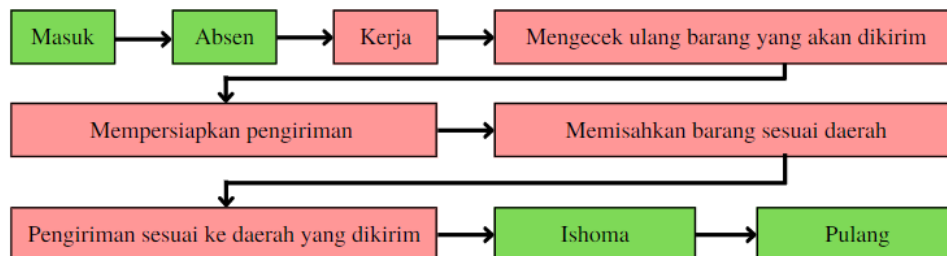 Masuk
Absen
Kerja
Mengecek ulang barang yang akan dikirim
Mempersiapkan pengiriman
Memisahkan barang sesuai daerah
Pengiriman sesuai ke daerah yang dikirim
Ishoma
Pulang